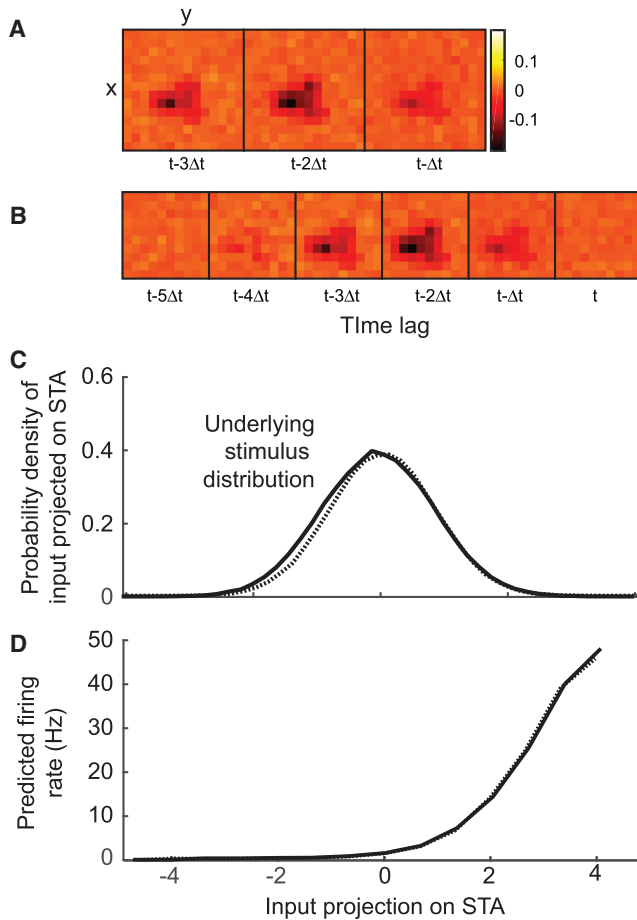 A
y
x
0.1
0
-0.1
t-3Δt
t-2Δt
t-Δt
B
t-5Δt
t-4Δt
t-3Δt
t-2Δt
t-Δt
t
TIme lag
C
Probability density of
input projected on STA
0.6
0.4
0.2
0
Underlying
stimulus
distribution
D
Predicted firing
rate (Hz)
50
40
30
20
10
0
-4
-2
0
2
4
Input projection on STA